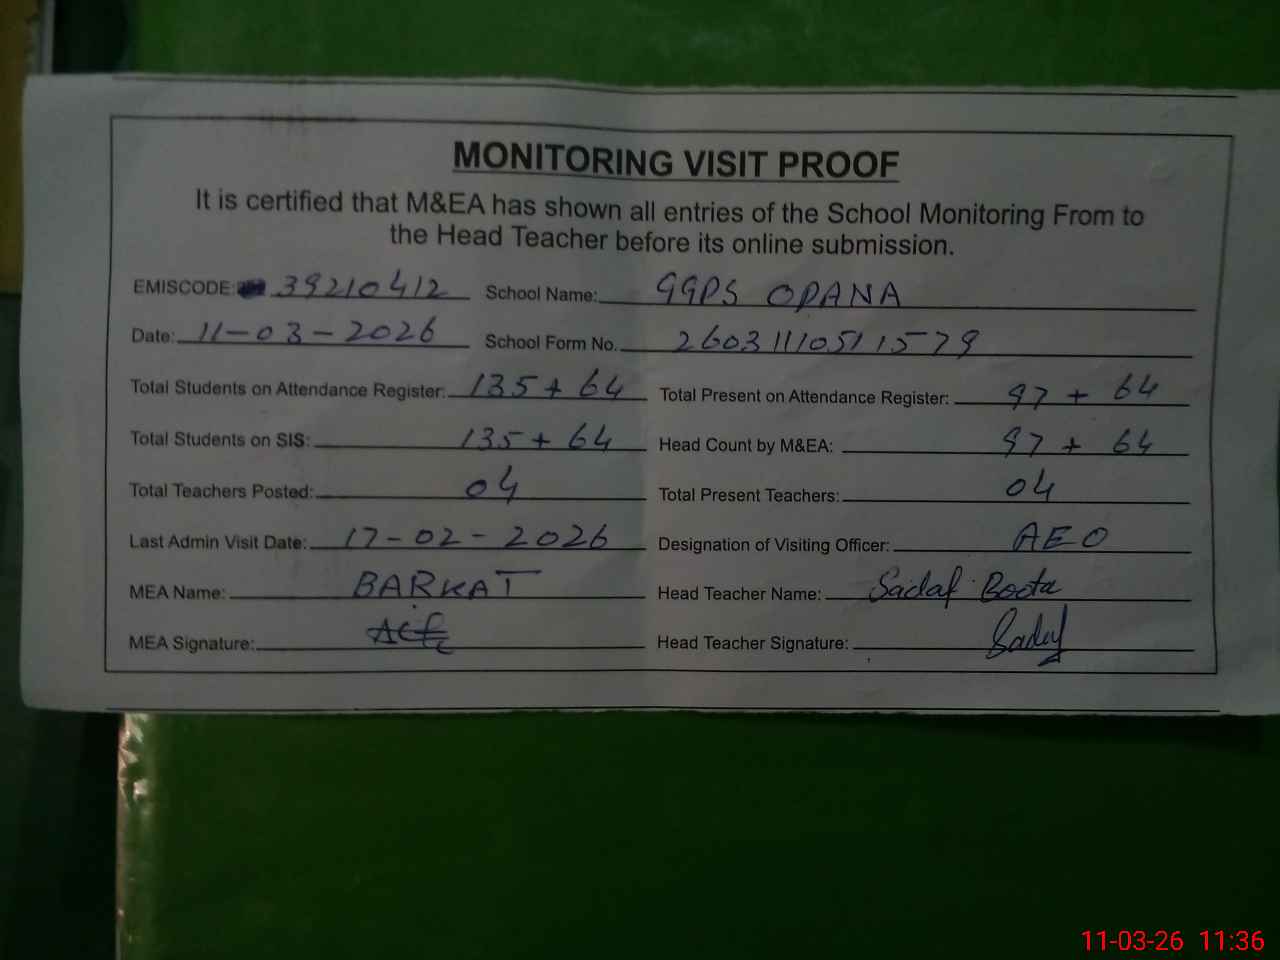 MONITORING VISIT PROOF
It is certified that M&EA has shown all entries of the School Monitoring From to
the Head Teacher before its online submission.
EMISCODE: 39210412 School Name: GGPS OPANA
Date: 11-03-2026 School Form No. 260311105111579
Total Students on Attendance Register: 135 + 64 Total Present on Attendance Register: 97 + 64
Total Students on SIS: 135 + 64 Head Count by M&EA: 97 + 64
Total Teachers Posted: 04 Total Present Teachers: 04
Last Admin Visit Date: 17-02-2026 Designation of Visiting Officer: AEO
MEA Name: BARKAT Head Teacher Name: Sadaf Boota
MEA Signature: Head Teacher Signature: Sadaf
11-03-26 11:36